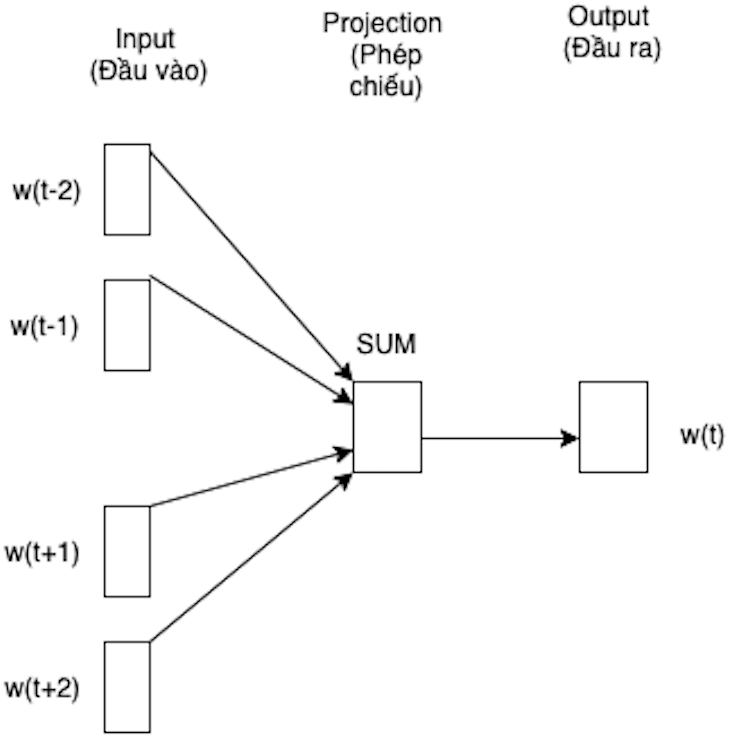 Input
(Đầu vào)
Projection
(Phép
chiếu)
Output
(Đầu ra)
w(t-2)
w(t-1)
SUM
w(t)
w(t+1)
w(t+2)